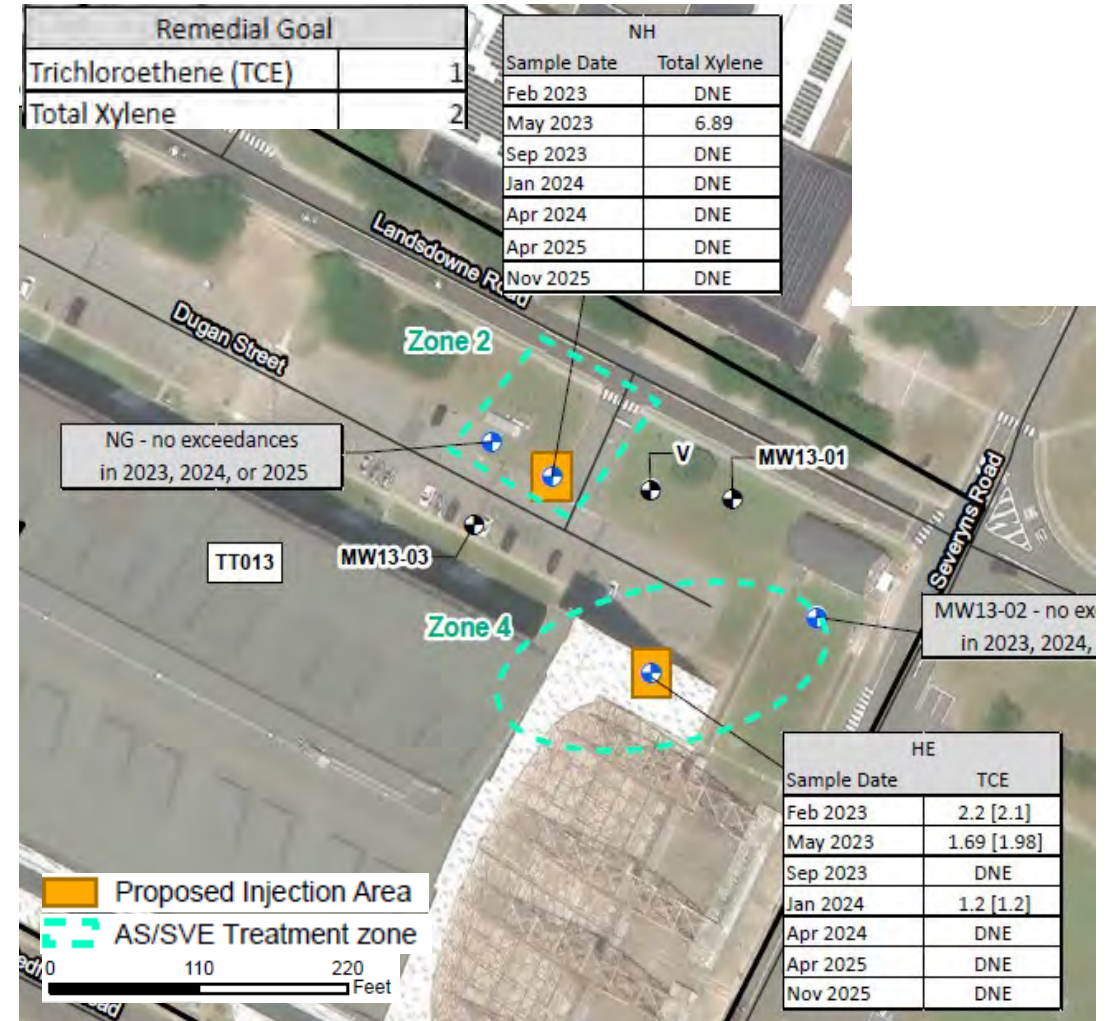 Remedial Goal
Trichloroethene (TCE) 1
Total Xylene 2
NH
Sample Date Total Xylene
Feb 2023 DNE
May 2023 6.89
Sep 2023 DNE
Jan 2024 DNE
Apr 2024 DNE
Apr 2025 DNE
Nov 2025 DNE
Landsdowne Road
Dugan Street
Zone 2
NG - no exceedances
in 2023, 2024, or 2025
V
MW13-01
MW13-03
TT013
Severyns Road
Zone 4
MW13-02 - no ex
in 2023, 2024,
HE
Sample Date TCE
Feb 2023 2.2 [2.1]
May 2023 1.69 [1.98]
Sep 2023 DNE
Jan 2024 1.2 [1.2]
Apr 2024 DNE
Apr 2025 DNE
Nov 2025 DNE
Proposed Injection Area
AS/SVE Treatment zone
0 110 220
Feet
oad